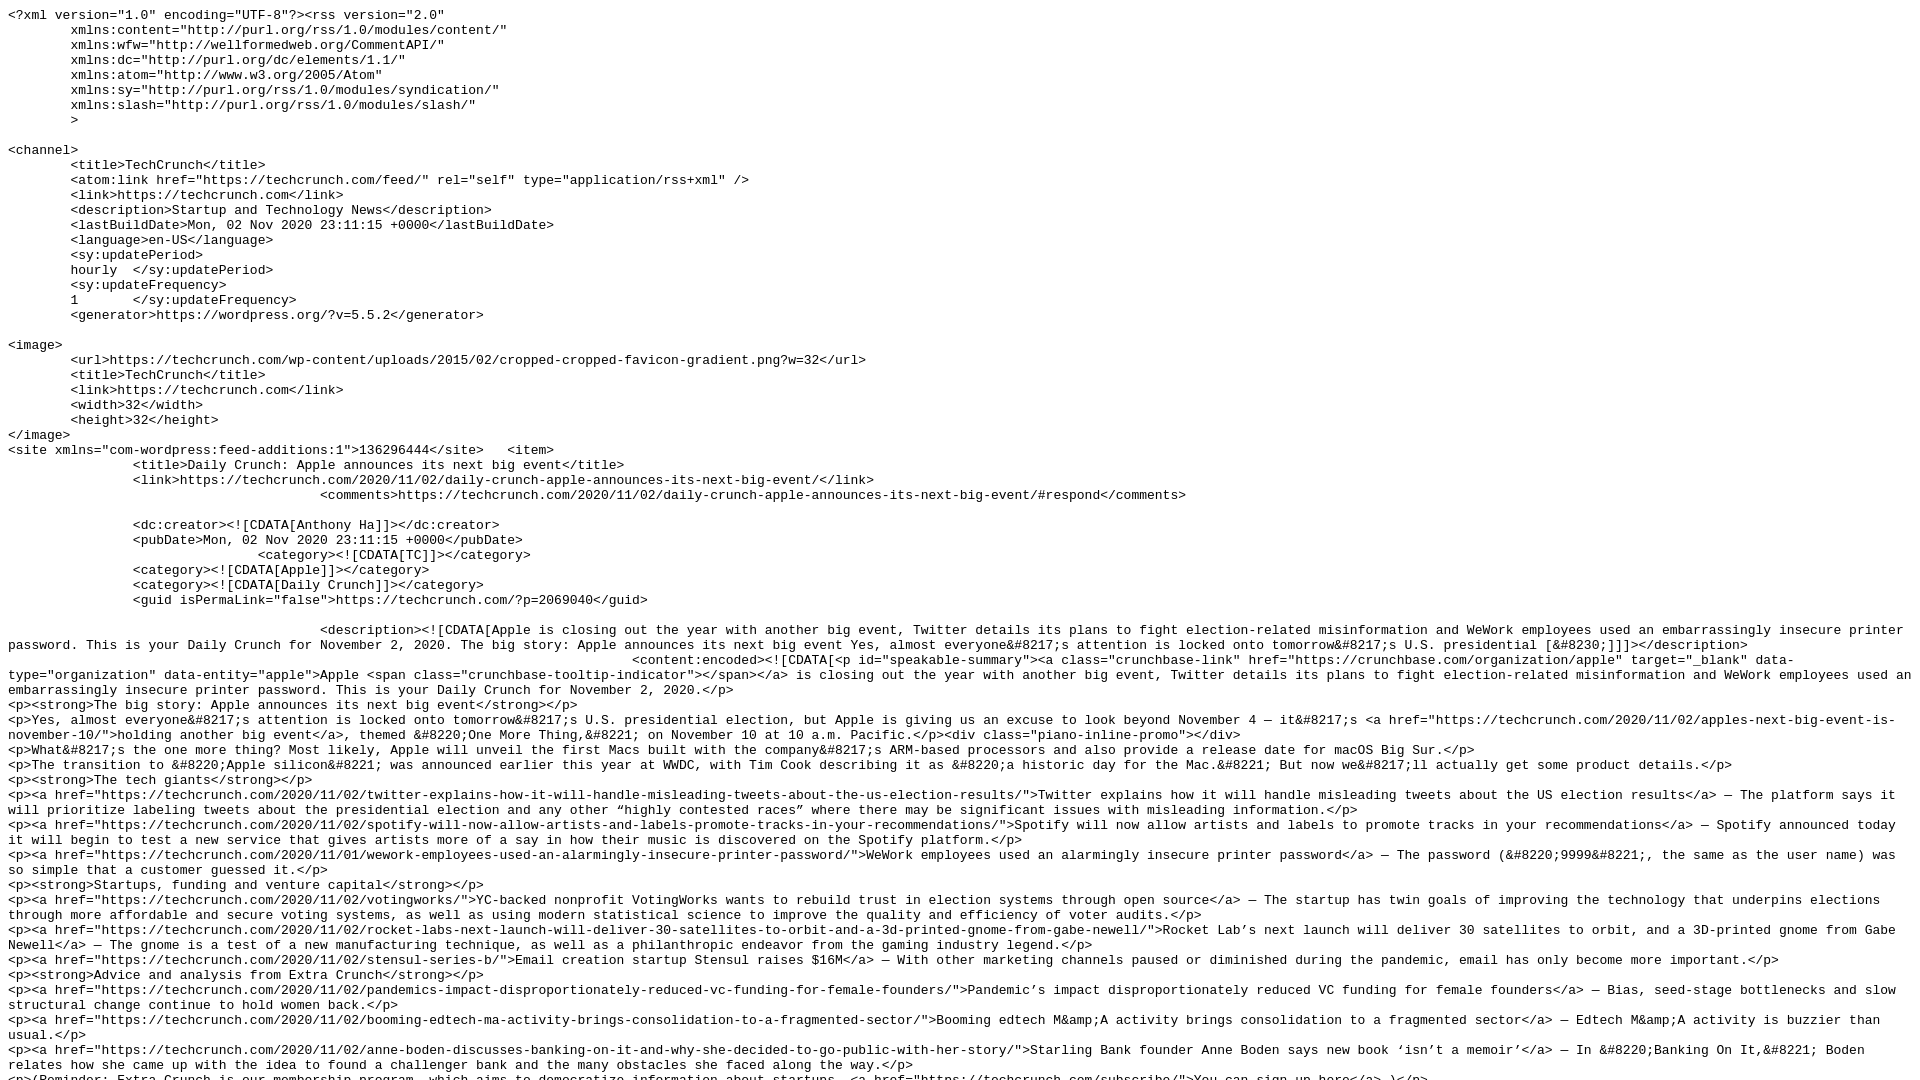 <?xml version="1.0" encoding="UTF-8"?><rss version="2.0"
xmlns:content="http://purl.org/rss/1.0/modules/content/"
xmlns:wfw="http://wellformedweb.org/CommentAPI/"
xmlns:dc="http://purl.org/dc/elements/1.1/"
xmlns:atom="http://www.w3.org/2005/Atom"
xmlns:sy="http://purl.org/rss/1.0/modules/syndication/"
xmlns:slash="http://purl.org/rss/1.0/modules/slash/"
>
<channel>
<title>TechCrunch</title>
<atom:link href="https://techcrunch.com/feed/" rel="self" type="application/rss+xml" />
<link>https://techcrunch.com</link>
<description>Startup and Technology News</description>
<lastBuildDate>Mon, 02 Nov 2020 23:11:15 +0000</lastBuildDate>
<language>en-US</language>
<sy:updatePeriod>
hourly	</sy:updatePeriod>
<sy:updateFrequency>
1	</sy:updateFrequency>
<generator>https://wordpress.org/?v=5.5.2</generator>
<image>
<url>https://techcrunch.com/wp-content/uploads/2015/02/cropped-cropped-favicon-gradient.png?w=32</url>
<title>TechCrunch</title>
<link>https://techcrunch.com</link>
<width>32</width>
<height>32</height>
</image>
<site xmlns="com-wordpress:feed-additions:1">136296444</site>	<item>
<title>Daily Crunch: Apple announces its next big event</title>
<link>https://techcrunch.com/2020/11/02/daily-crunch-apple-announces-its-next-big-event/</link>
<comments>https://techcrunch.com/2020/11/02/daily-crunch-apple-announces-its-next-big-event/#respond</comments>
<dc:creator><![CDATA[Anthony Ha]]></dc:creator>
<pubDate>Mon, 02 Nov 2020 23:11:15 +0000</pubDate>
<category><![CDATA[TC]]></category>
<category><![CDATA[Apple]]></category>
<category><![CDATA[Daily Crunch]]></category>
<guid isPermaLink="false">https://techcrunch.com/?p=2069040</guid>
<description><![CDATA[Apple is closing out the year with another big event, Twitter details its plans to fight election-related misinformation and WeWork employees used an embarrassingly insecure printer
password. This is your Daily Crunch for November 2, 2020. The big story: Apple announces its next big event Yes, almost everyone&#8217;s attention is locked onto tomorrow&#8217;s U.S. presidential [&#8230;]]]></description>
<content:encoded><![CDATA[<p id="speakable-summary"><a class="crunchbase-link" href="https://crunchbase.com/organization/apple" target="_blank" data-
type="organization" data-entity="apple">Apple <span class="crunchbase-tooltip-indicator"></span></a> is closing out the year with another big event, Twitter details its plans to fight election-related misinformation and WeWork employees used an
embarrassingly insecure printer password. This is your Daily Crunch for November 2, 2020.</p>
<p><strong>The big story: Apple announces its next big event</strong></p>
<p>Yes, almost everyone&#8217;s attention is locked onto tomorrow&#8217;s U.S. presidential election, but Apple is giving us an excuse to look beyond November 4 — it&#8217;s <a href="https://techcrunch.com/2020/11/02/apples-next-big-event-is-
november-10/">holding another big event</a>, themed &#8220;One More Thing,&#8221; on November 10 at 10 a.m. Pacific.</p><div class="piano-inline-promo"></div>
<p>What&#8217;s the one more thing? Most likely, Apple will unveil the first Macs built with the company&#8217;s ARM-based processors and also provide a release date for macOS Big Sur.</p>
<p>The transition to &#8220;Apple silicon&#8221; was announced earlier this year at WWDC, with Tim Cook describing it as &#8220;a historic day for the Mac.&#8221; But now we&#8217;ll actually get some product details.</p>
<p><strong>The tech giants</strong></p>
<p><a href="https://techcrunch.com/2020/11/02/twitter-explains-how-it-will-handle-misleading-tweets-about-the-us-election-results/">Twitter explains how it will handle misleading tweets about the US election results</a> — The platform says it
will prioritize labeling tweets about the presidential election and any other “highly contested races” where there may be significant issues with misleading information.</p>
<p><a href="https://techcrunch.com/2020/11/02/spotify-will-now-allow-artists-and-labels-promote-tracks-in-your-recommendations/">Spotify will now allow artists and labels to promote tracks in your recommendations</a> — Spotify announced today
it will begin to test a new service that gives artists more of a say in how their music is discovered on the Spotify platform.</p>
<p><a href="https://techcrunch.com/2020/11/01/wework-employees-used-an-alarmingly-insecure-printer-password/">WeWork employees used an alarmingly insecure printer password</a> — The password (&#8220;9999&#8221;, the same as the user name) was
so simple that a customer guessed it.</p>
<p><strong>Startups, funding and venture capital</strong></p>
<p><a href="https://techcrunch.com/2020/11/02/votingworks/">YC-backed nonprofit VotingWorks wants to rebuild trust in election systems through open source</a> — The startup has twin goals of improving the technology that underpins elections
through more affordable and secure voting systems, as well as using modern statistical science to improve the quality and efficiency of voter audits.</p>
<p><a href="https://techcrunch.com/2020/11/02/rocket-labs-next-launch-will-deliver-30-satellites-to-orbit-and-a-3d-printed-gnome-from-gabe-newell/">Rocket Lab’s next launch will deliver 30 satellites to orbit, and a 3D-printed gnome from Gabe
Newell</a> — The gnome is a test of a new manufacturing technique, as well as a philanthropic endeavor from the gaming industry legend.</p>
<p><a href="https://techcrunch.com/2020/11/02/stensul-series-b/">Email creation startup Stensul raises $16M</a> — With other marketing channels paused or diminished during the pandemic, email has only become more important.</p>
<p><strong>Advice and analysis from Extra Crunch</strong></p>
<p><a href="https://techcrunch.com/2020/11/02/pandemics-impact-disproportionately-reduced-vc-funding-for-female-founders/">Pandemic’s impact disproportionately reduced VC funding for female founders</a> — Bias, seed-stage bottlenecks and slow
structural change continue to hold women back.</p>
<p><a href="https://techcrunch.com/2020/11/02/booming-edtech-ma-activity-brings-consolidation-to-a-fragmented-sector/">Booming edtech M&amp;A activity brings consolidation to a fragmented sector</a> — Edtech M&amp;A activity is buzzier than
usual.</p>
<p><a href="https://techcrunch.com/2020/11/02/anne-boden-discusses-banking-on-it-and-why-she-decided-to-go-public-with-her-story/">Starling Bank founder Anne Boden says new book ‘isn’t a memoir’</a> — In &#8220;Banking On It,&#8221; Boden
relates how she came up with the idea to found a challenger bank and the many obstacles she faced along the way.</p>
<p>(Reminder: Extra Crunch is our membership program, which aims to democratize information about startups. <a href="https://techcrunch.com/subscribe/">You can sign up here</a>.)</p>